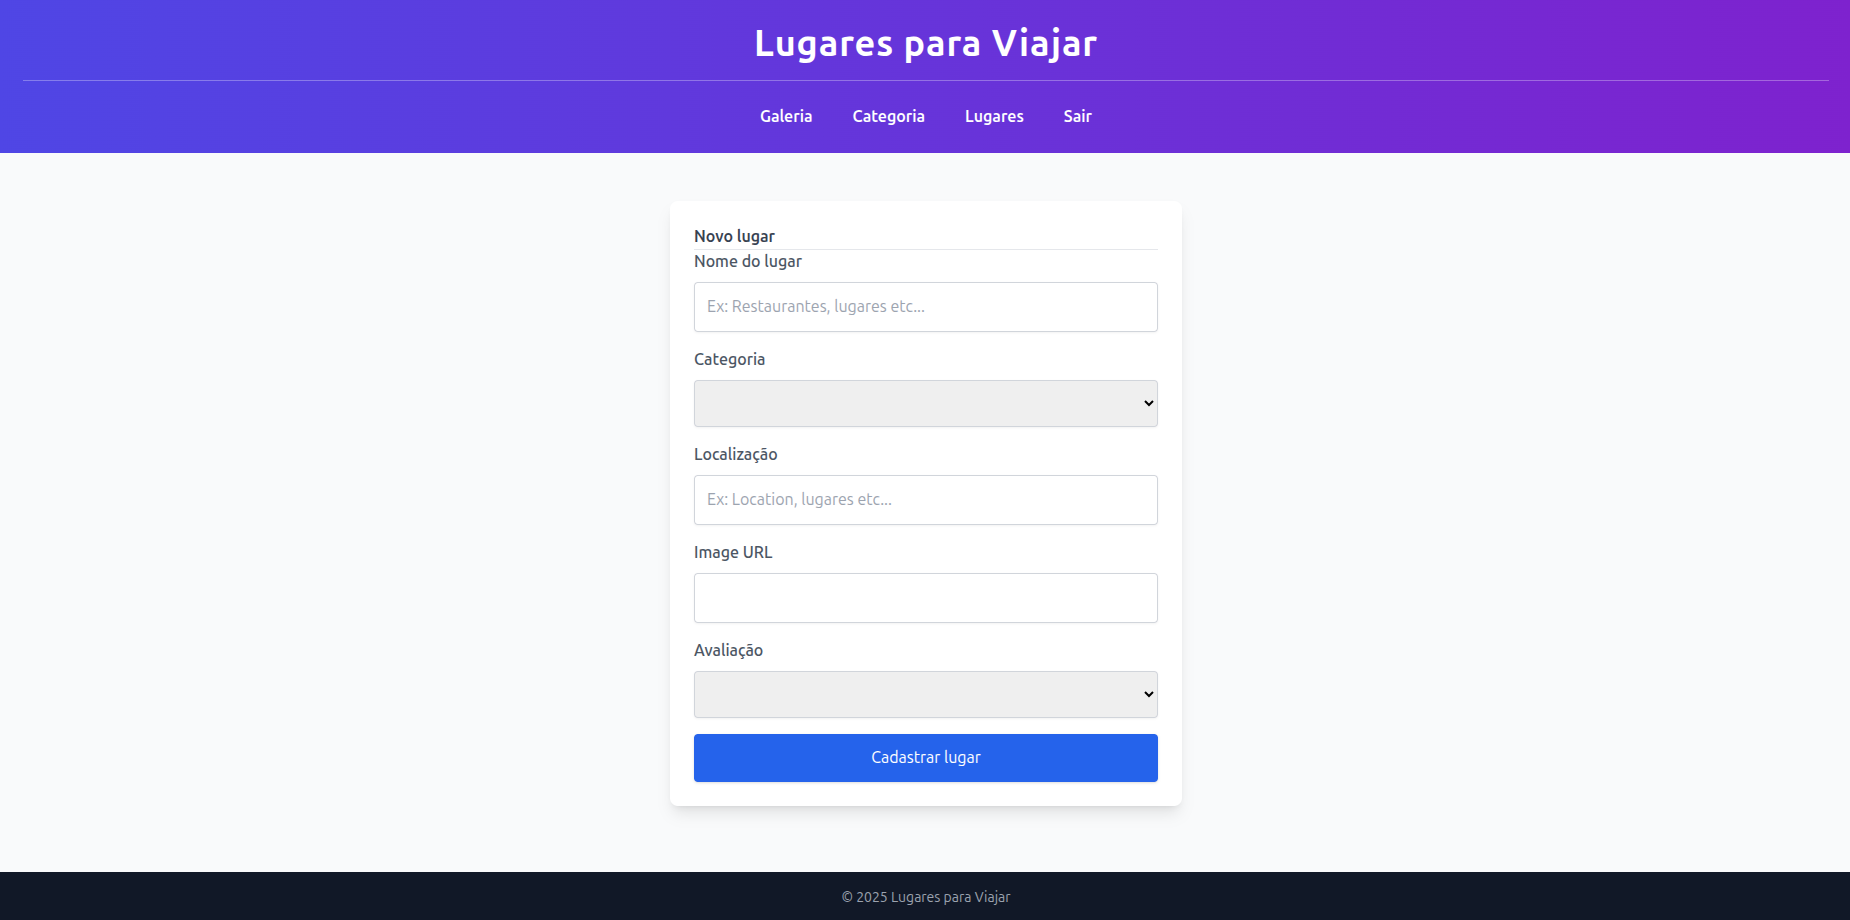 Lugares para Viajar
Galeria Categoria Lugares Sair
Novo lugar
Nome do lugar
Ex: Restaurantes, lugares etc...
Categoria
Localização
Ex: Location, lugares etc...
Image URL
Avaliação
Cadastrar lugar
© 2025 Lugares para Viajar